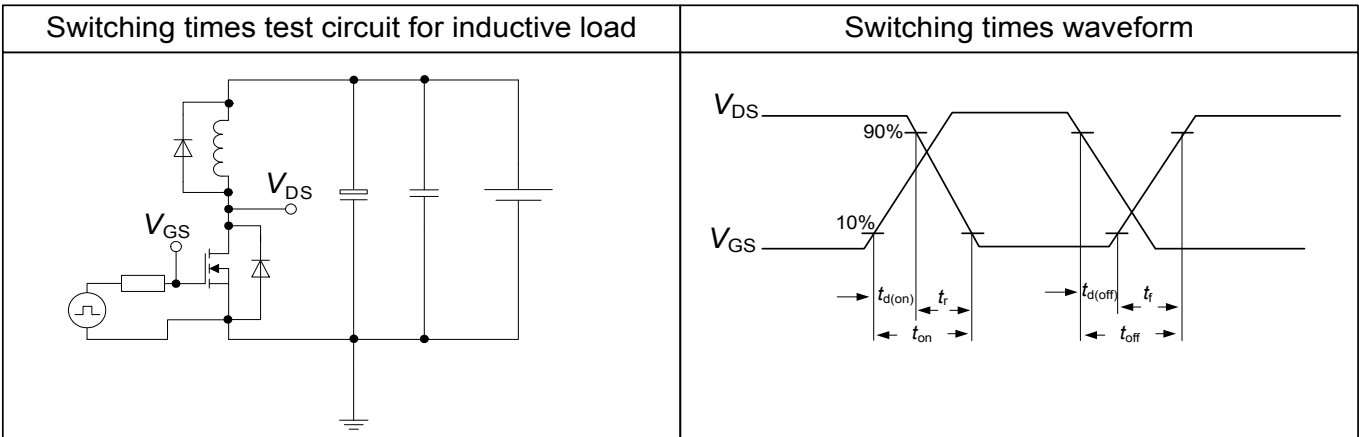 Switching times test circuit for inductive load
Switching times waveform
VDS
VGS
VDS
90%
10%
VGS
td(on)
tr
ton
td(off)
tf
toff